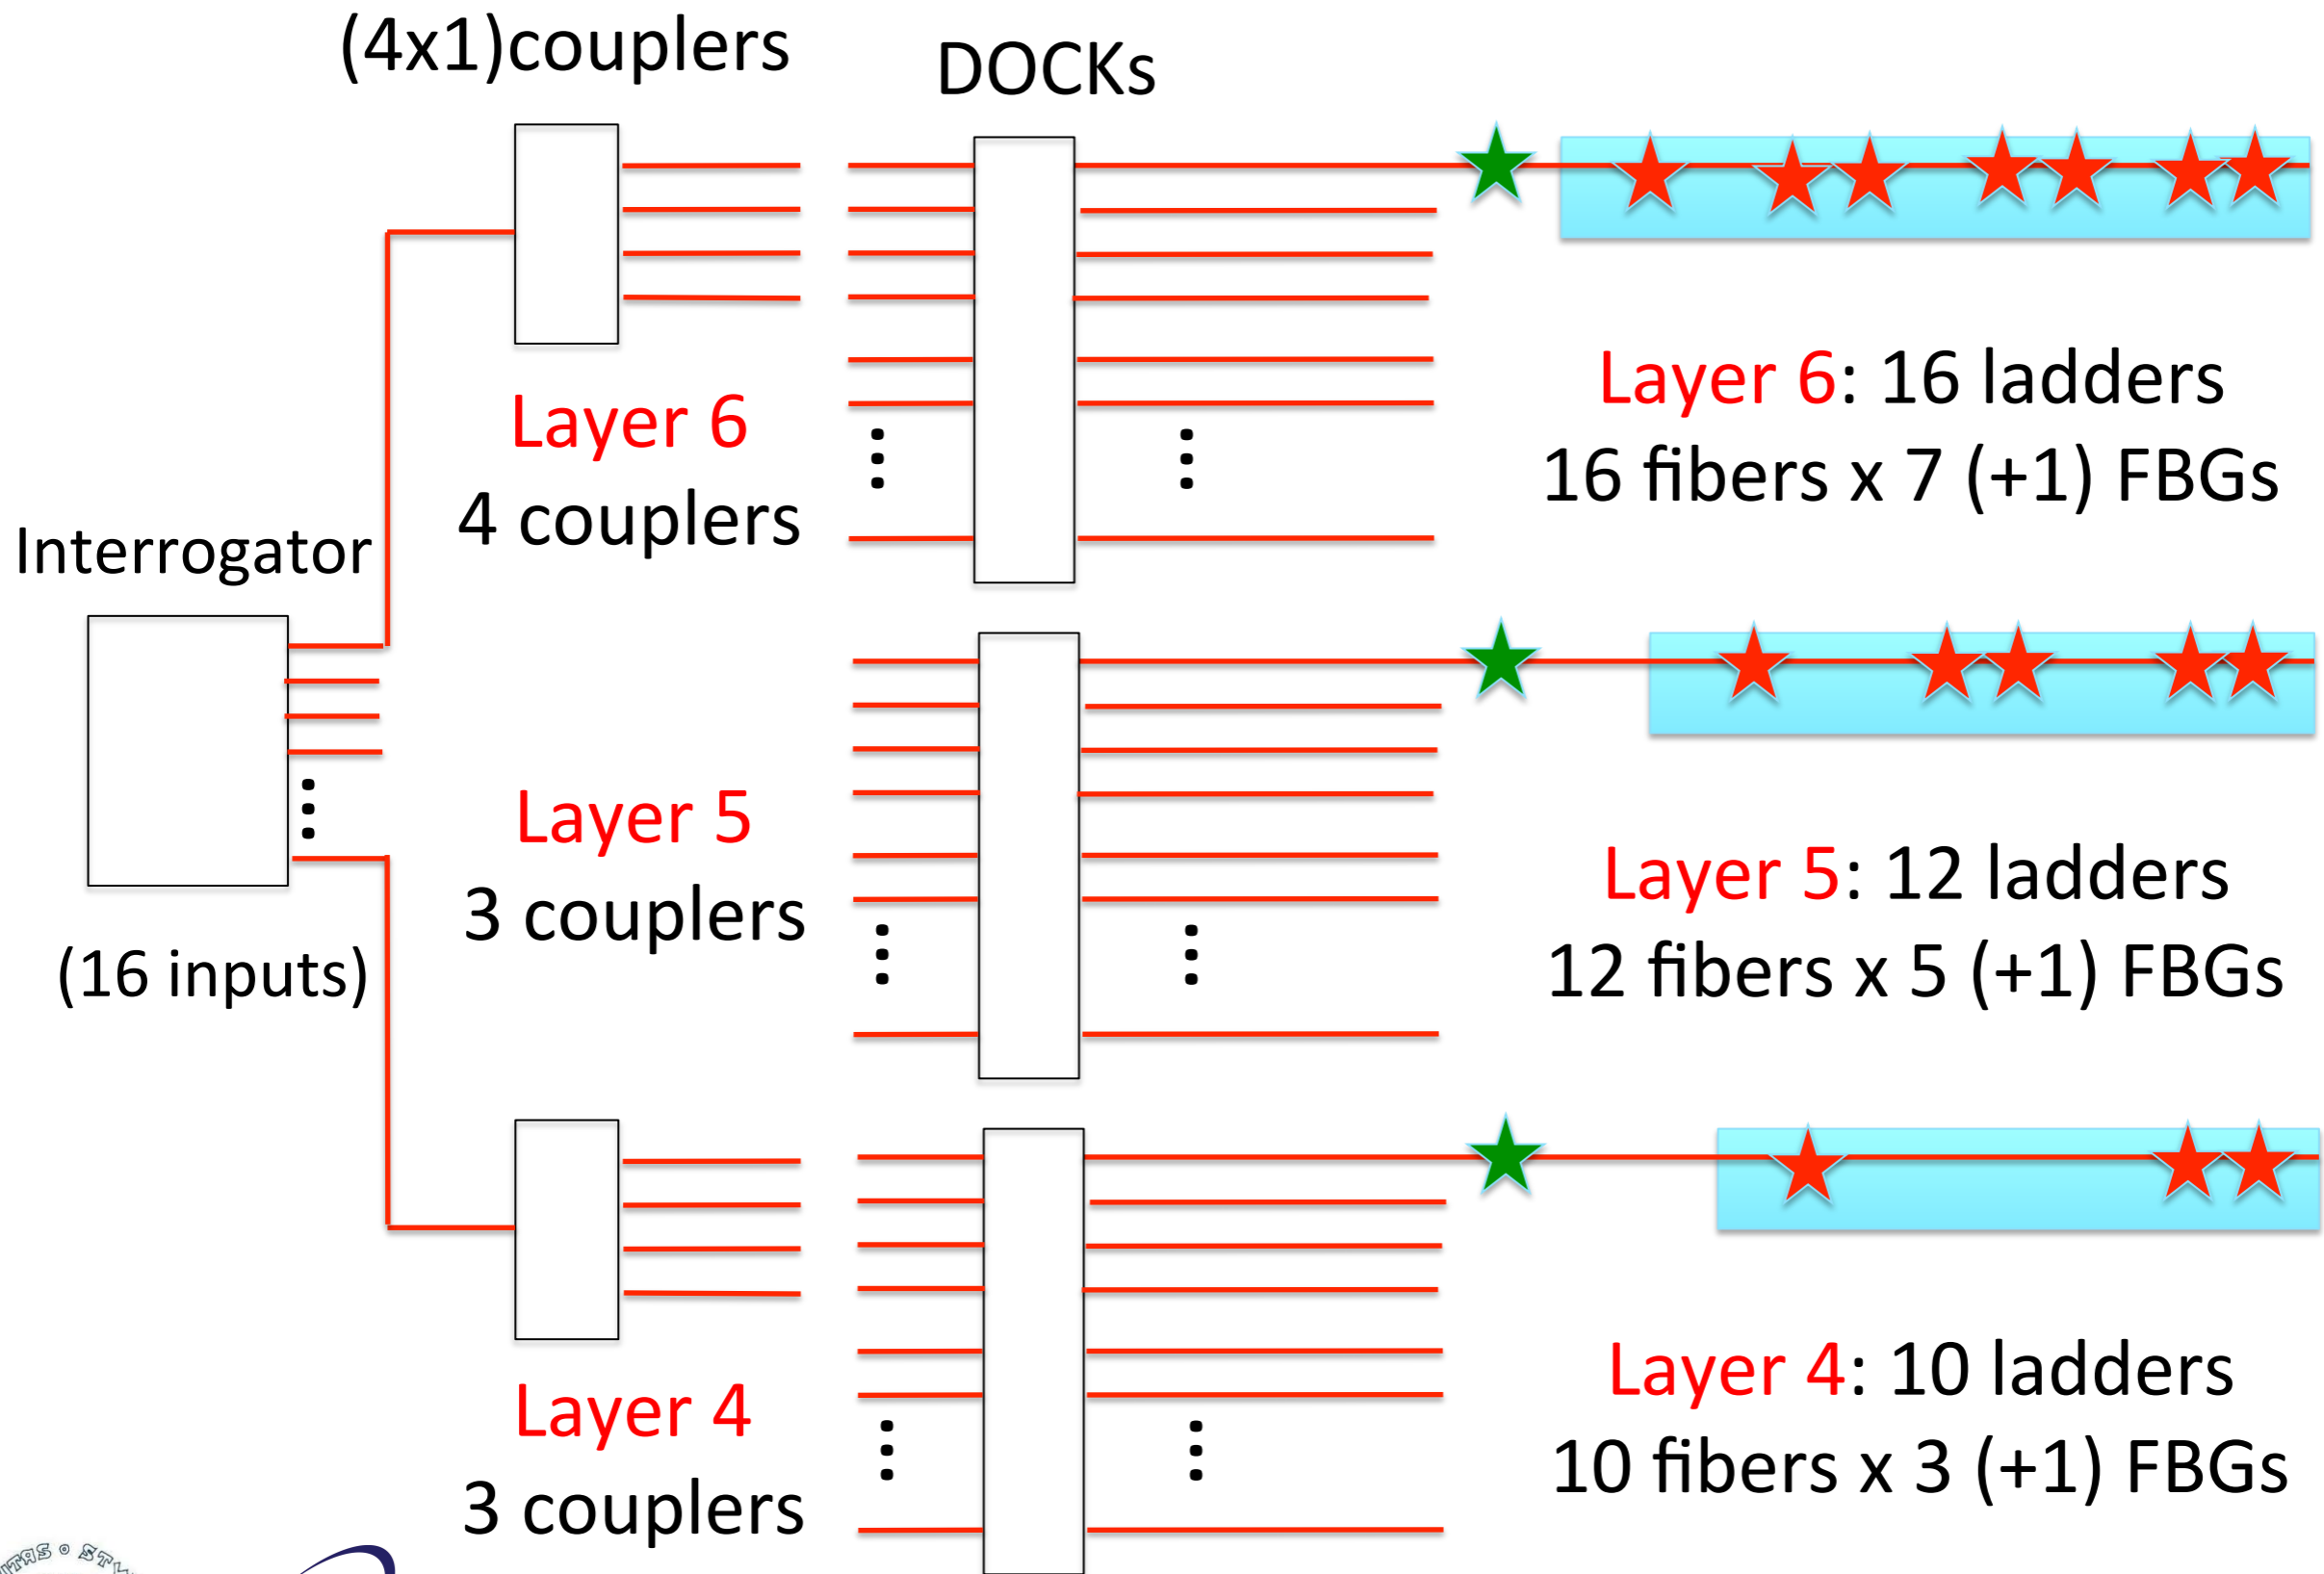 (4x1)couplers
DOCKs
Layer 6
4 couplers
Layer 6: 16 ladders
16 fibers x 7 (+1) FBGs
Interrogator
(16 inputs)
Layer 5
3 couplers
Layer 5: 12 ladders
12 fibers x 5 (+1) FBGs
Layer 4
3 couplers
Layer 4: 10 ladders
10 fibers x 3 (+1) FBGs